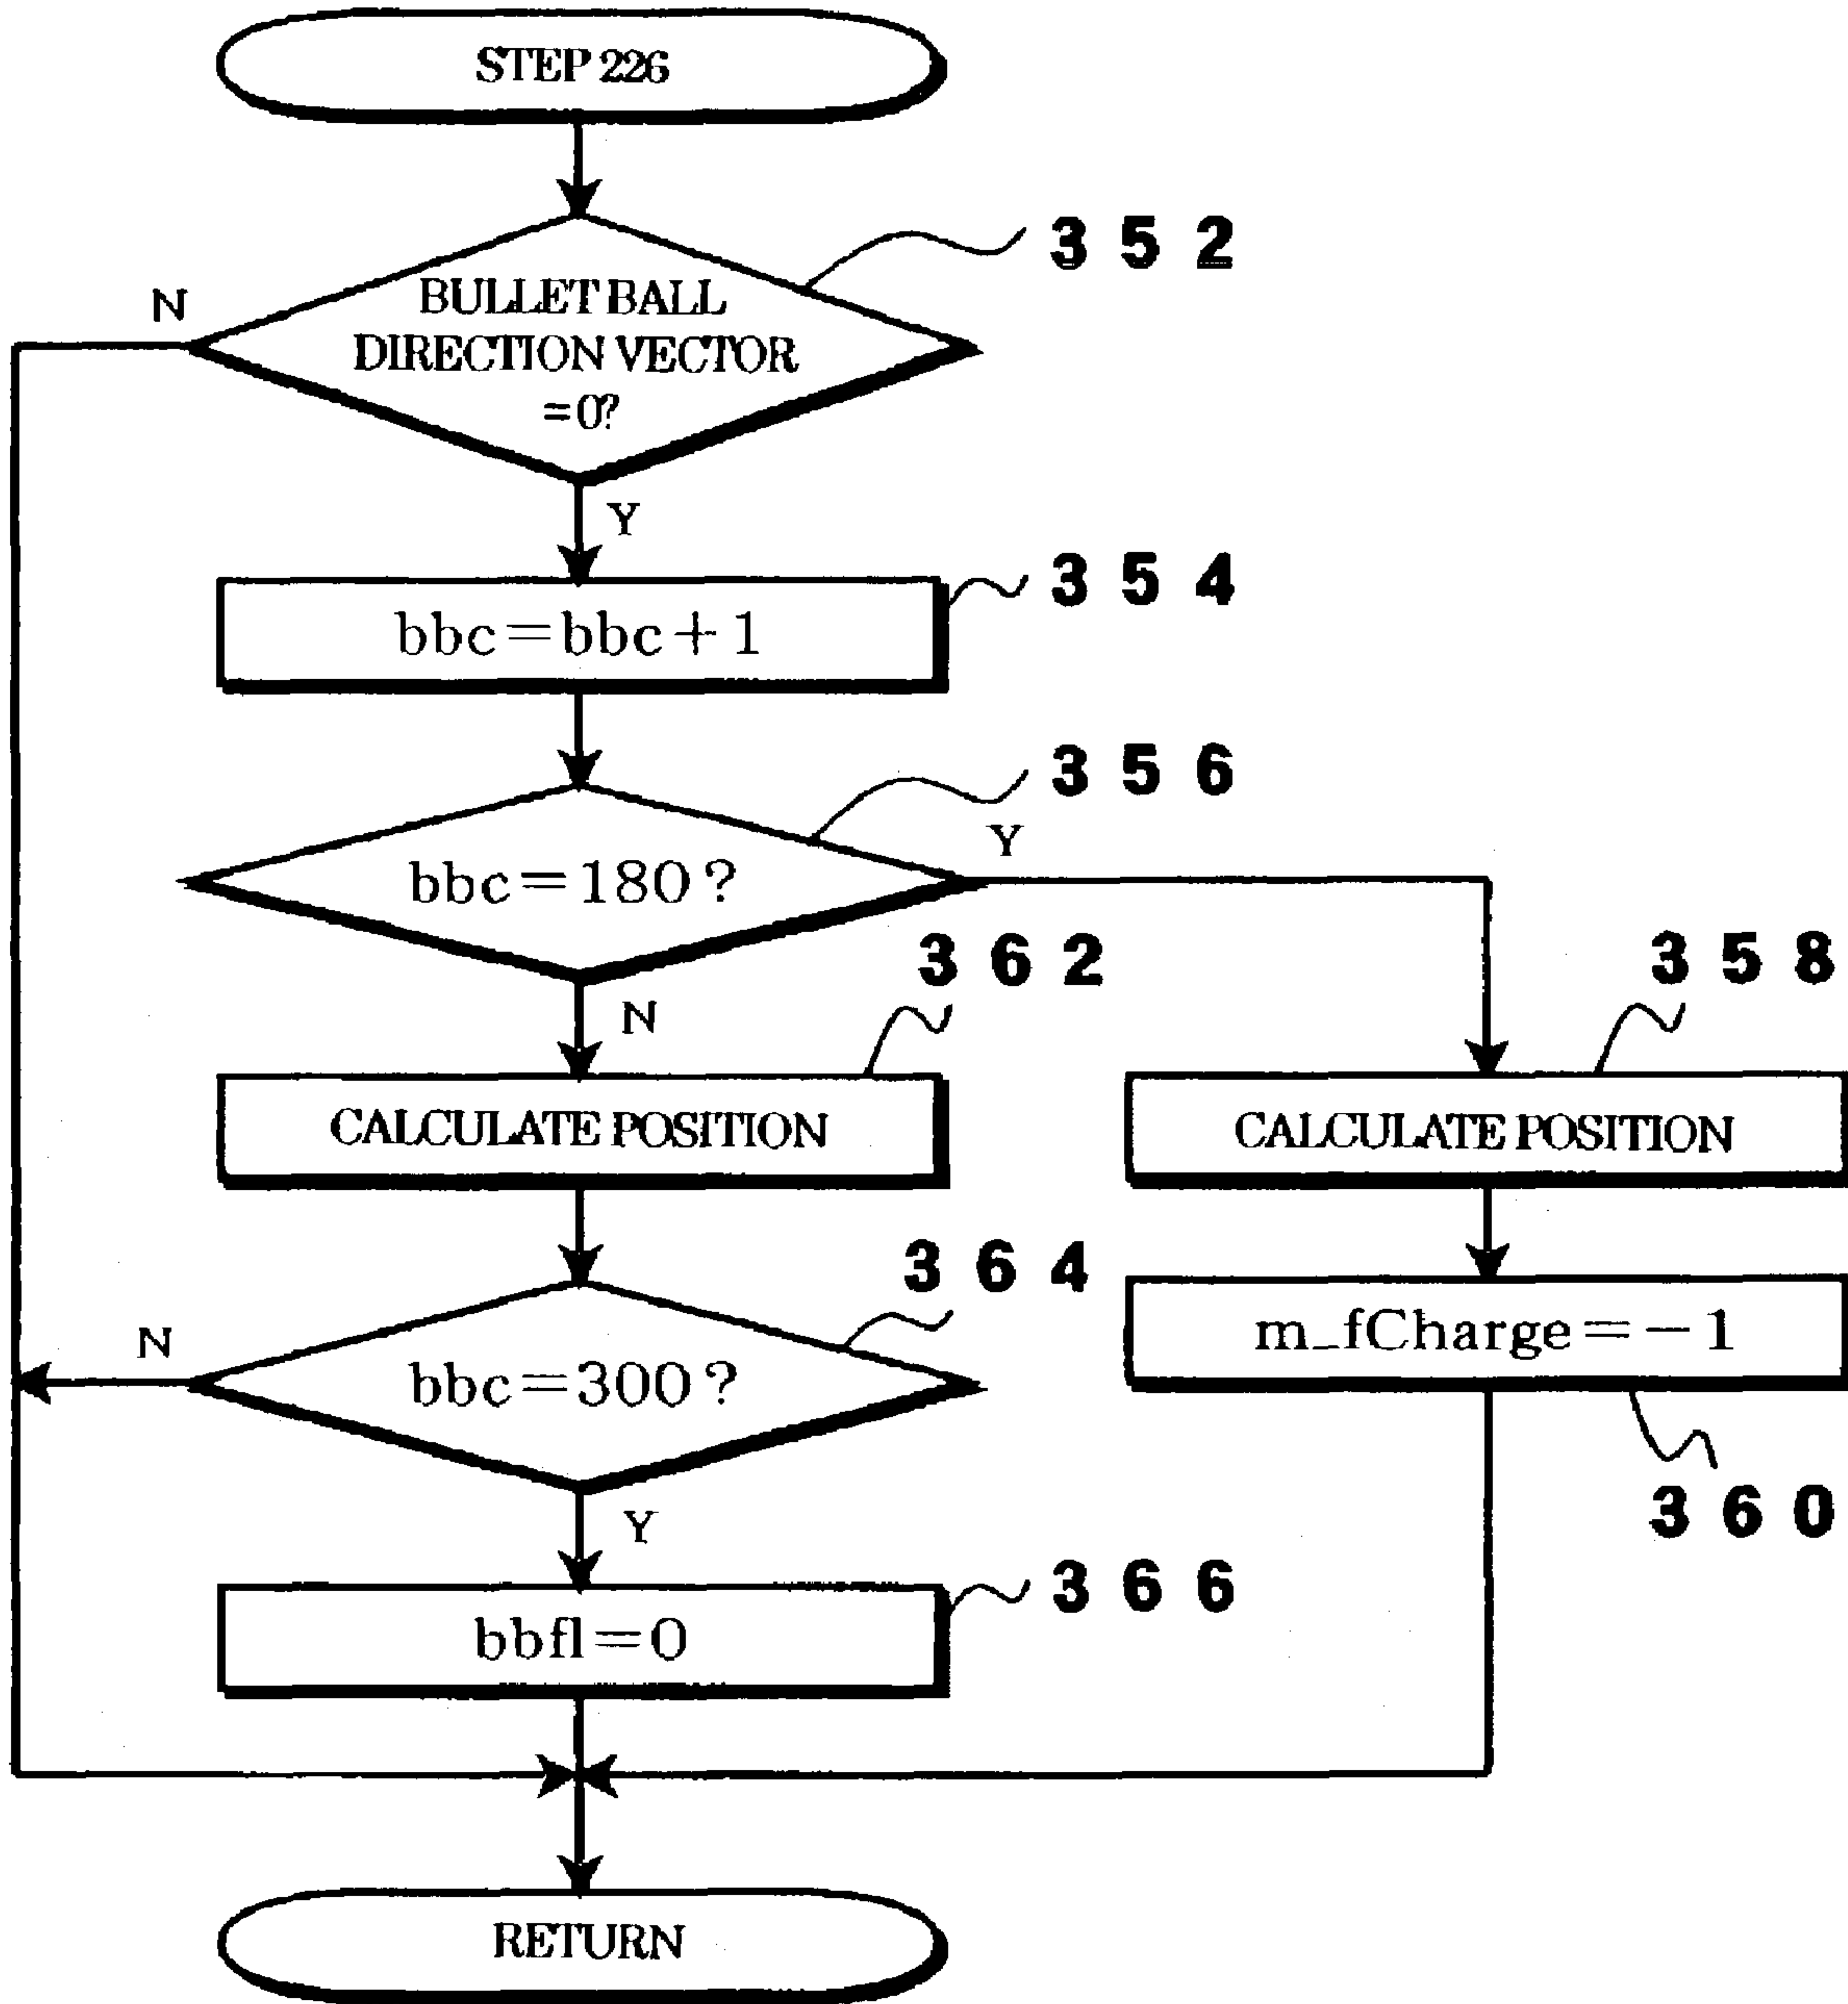 STEP 226
352
N
BULLET BALL
DIRECTION VECTOR
=0?
Y
354
bbc=bbc+1
356
Y
bbc=180?
362
358
N
CALCULATE POSITION
CALCULATE POSITION
364
N
bbc=300?
m_fCharge=-1
360
Y
366
bbfl=0
RETURN